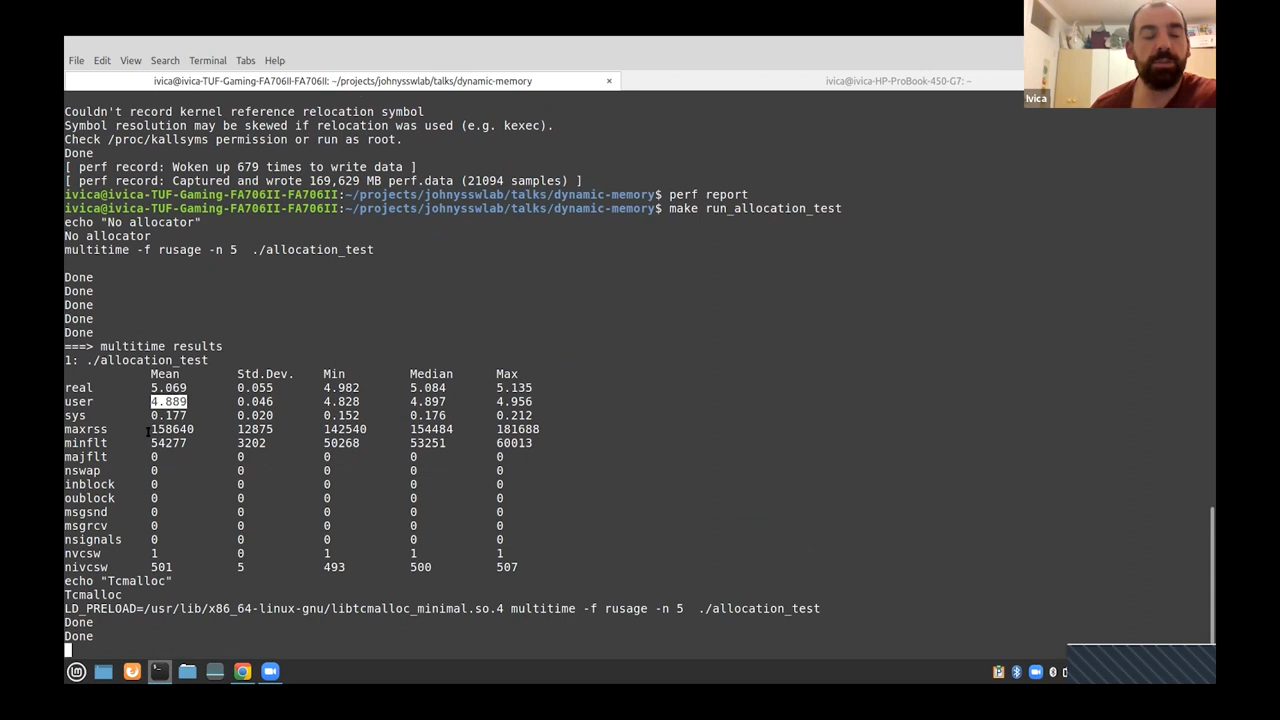 File Edit View Search Terminal Tabs Help
ivica@ivica-TUF-Gaming-FA706II-FA706II: ~/projects/johnysswlab/talks/dynamic-memory × ivica@ivica-HP-ProBook-450-G7: ~
Ivica
Couldn't record kernel reference relocation symbol
Symbol resolution may be skewed if relocation was used (e.g. kexec).
Check /proc/kallsyms permission or run as root.
Done
[ perf record: Woken up 679 times to write data ]
[ perf record: Captured and wrote 169,629 MB perf.data (21094 samples) ]
ivica@ivica-TUF-Gaming-FA706II-FA706II:~/projects/johnysswlab/talks/dynamic-memory$ perf report
ivica@ivica-TUF-Gaming-FA706II-FA706II:~/projects/johnysswlab/talks/dynamic-memory$ make run_allocation_test
echo "No allocator"
No allocator
multitime -f rusage -n 5  ./allocation_test
Done
Done
Done
Done
Done
===> multitime results
1: ./allocation_test
Mean Std.Dev. Min Median Max
real 5.069 0.055 4.982 5.084 5.135
user 4.889 0.046 4.828 4.897 4.956
sys 0.177 0.020 0.152 0.176 0.212
maxrss 158640 12875 142540 154484 181688
minflt 54277 3202 50268 53251 60013
majflt 0 0 0 0 0
nswap 0 0 0 0 0
inblock 0 0 0 0 0
oublock 0 0 0 0 0
msgsnd 0 0 0 0 0
msgrcv 0 0 0 0 0
nsignals 0 0 0 0 0
nvcsw 1 0 1 1 1
nivcsw 501 5 493 500 507
echo "Tcmalloc"
Tcmalloc
LD_PRELOAD=/usr/lib/x86_64-linux-gnu/libtcmalloc_minimal.so.4 multitime -f rusage -n 5  ./allocation_test
Done
Done